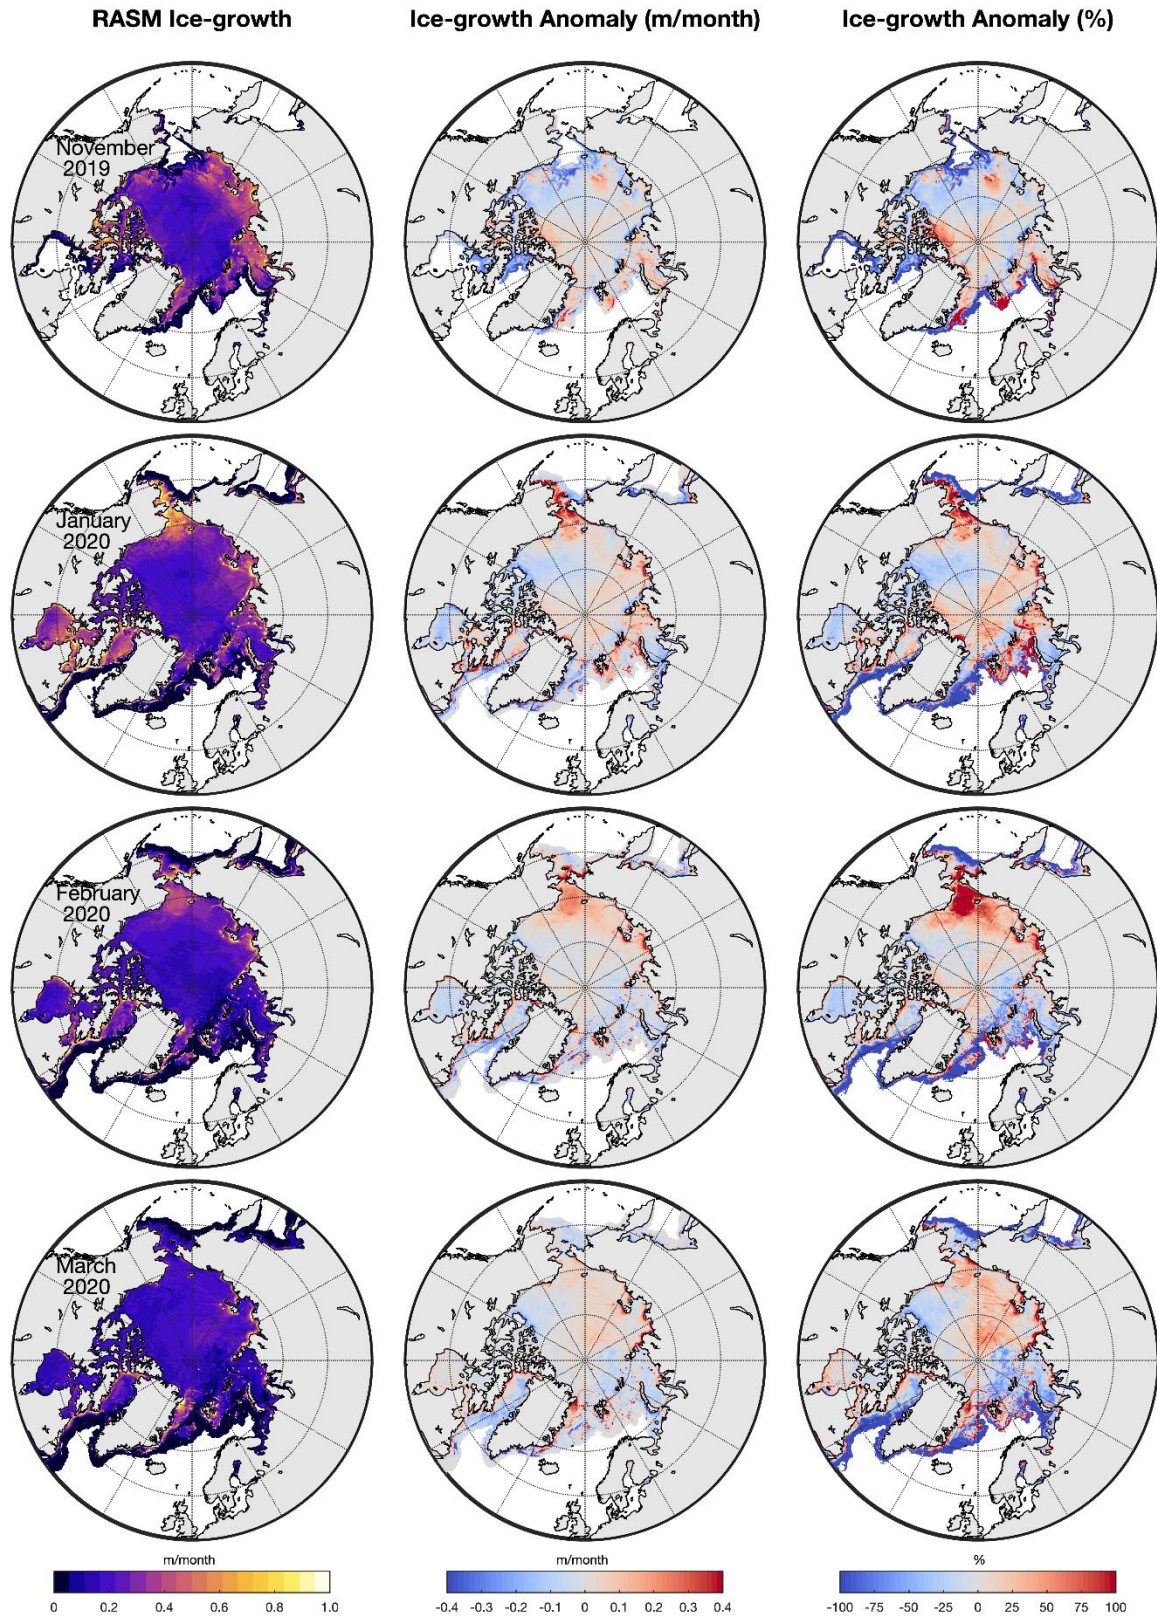 RASM Ice-growth
Ice-growth Anomaly (m/month)
Ice-growth Anomaly (%)
November
2019
January
2020
February
2020
March
2020
m/month
0 0.2 0.4 0.6 0.8 1.0
m/month
-0.4 -0.3 -0.2 -0.1 0 0.1 0.2 0.3 0.4
%
-100 -75 -50 -25 0 25 50 75 100